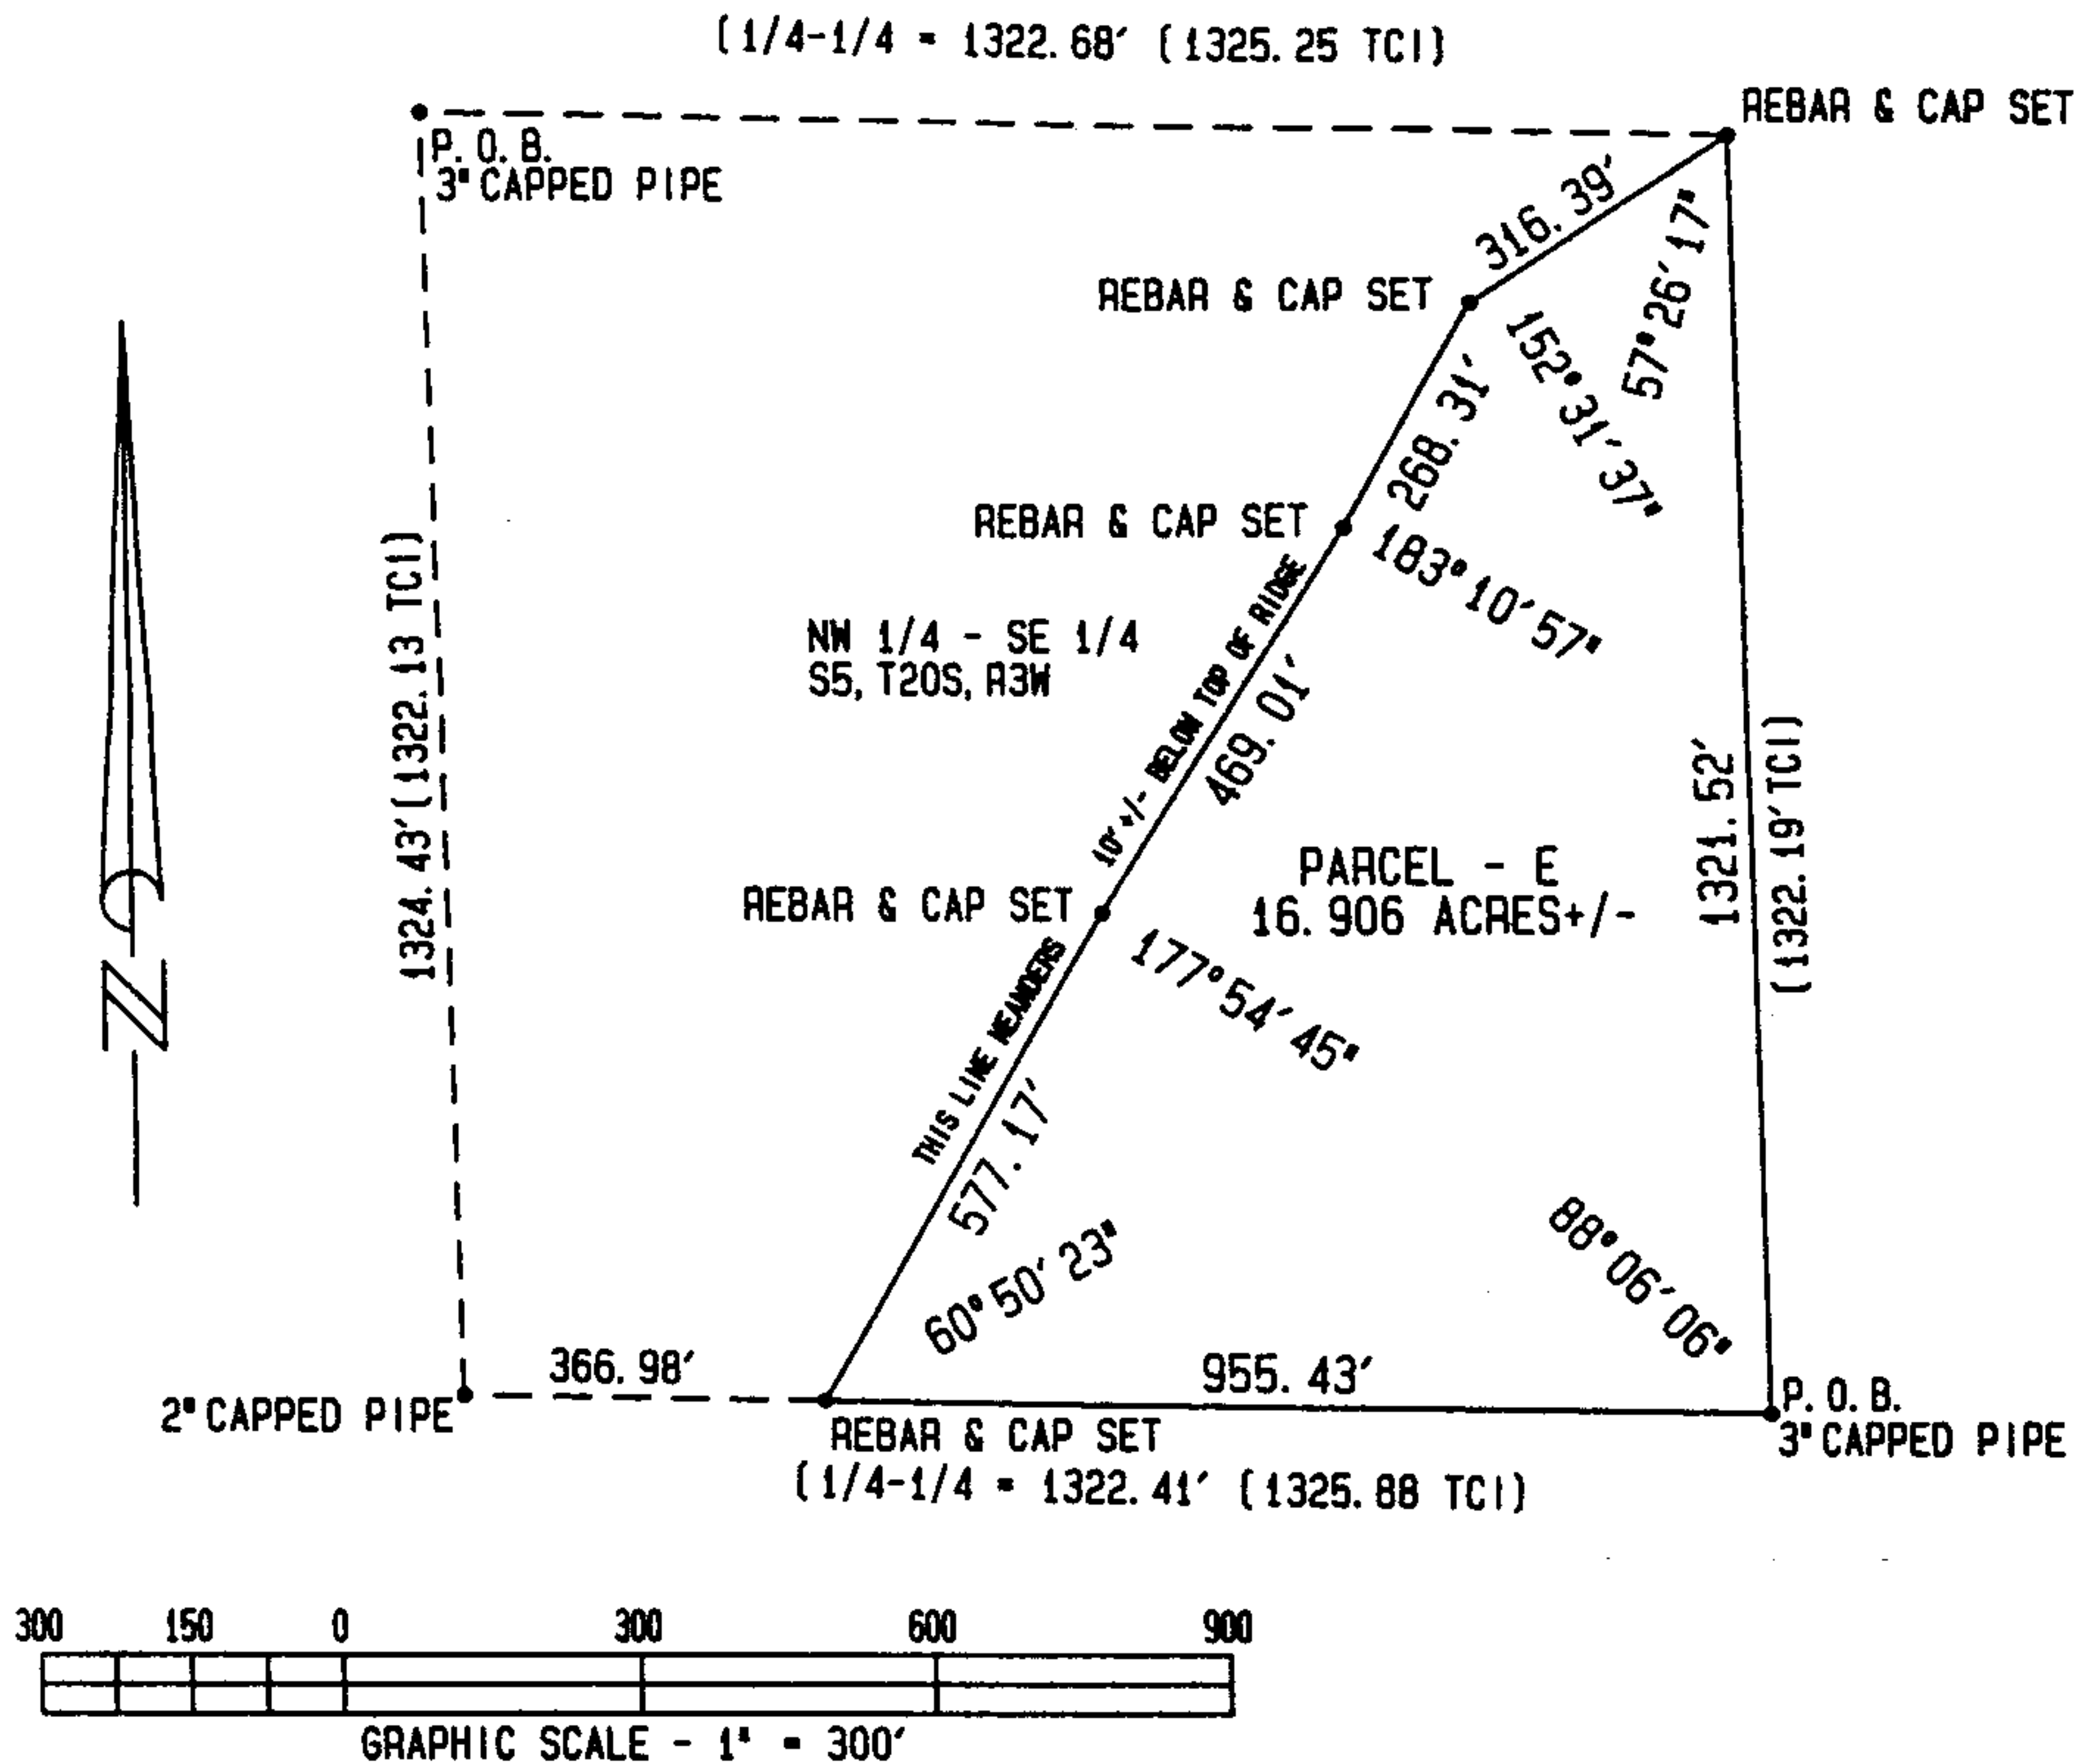 (1/4-1/4 = 1322.68' (1325.25 TCI)
REBAR & CAP SET
P.O.B.
3" CAPPED PIPE
316.39'
57°26'17"
REBAR & CAP SET
152°31'37"
268.31'
REBAR & CAP SET
183°10'57"
1324.43' (1322.13 TCI)
NW 1/4 - SE 1/4
S5, T20S, R3W
THIS LINE MEANDERS 10' +/- BELOW TOP OF RIDGE
469.01'
1321.52'
(1322.19' TCI)
PARCEL - E
16.906 ACRES+/-
REBAR & CAP SET
177°54'45"
N
577.17'
60°50'23"
88°06'06"
366.98'
955.43'
2" CAPPED PIPE
P.O.B.
3" CAPPED PIPE
REBAR & CAP SET
(1/4-1/4 = 1322.41' (1325.88 TCI)
300 150 0 300 600 900
GRAPHIC SCALE - 1" = 300'